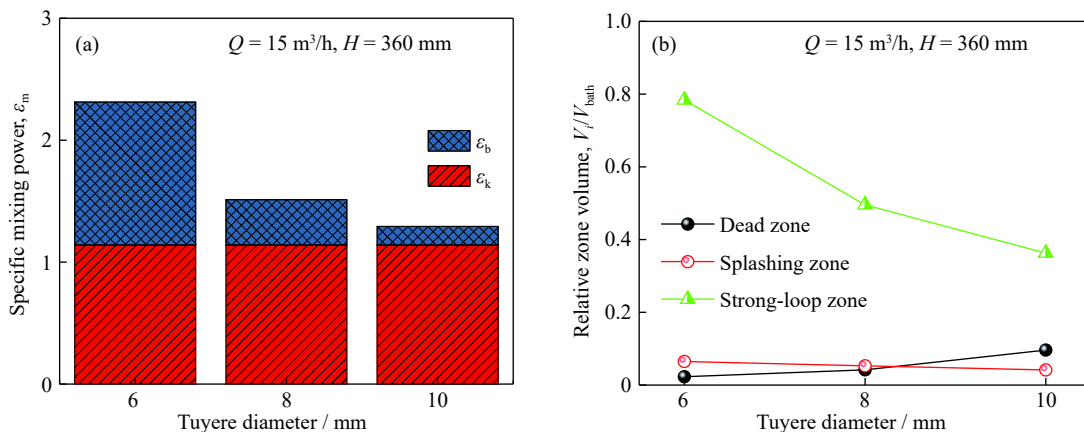 (a)
Q = 15 m³/h, H = 360 mm
3
2
1
0
Specific mixing power, εm
εb
εk
6
8
10
Tuyere diameter / mm
(b)
Q = 15 m³/h, H = 360 mm
1.0
0.8
0.6
0.4
0.2
0
Relative zone volume, Vi/Vbath
Dead zone
Splashing zone
Strong-loop zone
6
8
10
Tuyere diameter / mm